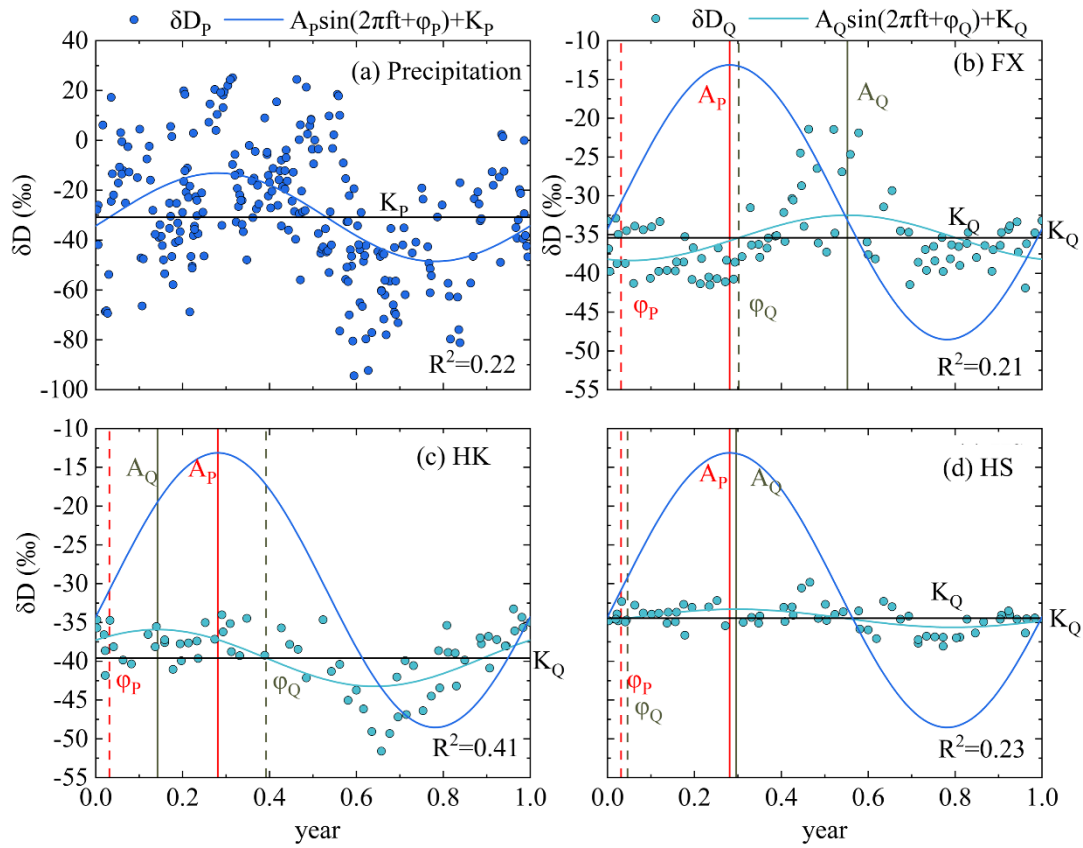 δD_P A_Psin(2πft+φ_P)+K_P
δD_Q A_Qsin(2πft+φ_Q)+K_Q
40
20
0
-20
-40
-60
-80
-100
δD (‰)
(a) Precipitation
K_P
R²=0.22
-10
-15
-20
-25
-30
-35
-40
-45
-50
-55
δD (‰)
(b) FX
A_P
A_Q
K_Q
K_Q
φ_P
φ_Q
R²=0.21
-10
-15
-20
-25
-30
-35
-40
-45
-50
-55
δD (‰)
(c) HK
A_Q
A_P
K_Q
φ_P
φ_Q
R²=0.41
0.0 0.2 0.4 0.6 0.8 1.0
year
(d) HS
A_P
A_Q
K_Q
K_Q
φ_P
φ_Q
R²=0.23
0.0 0.2 0.4 0.6 0.8 1.0
year